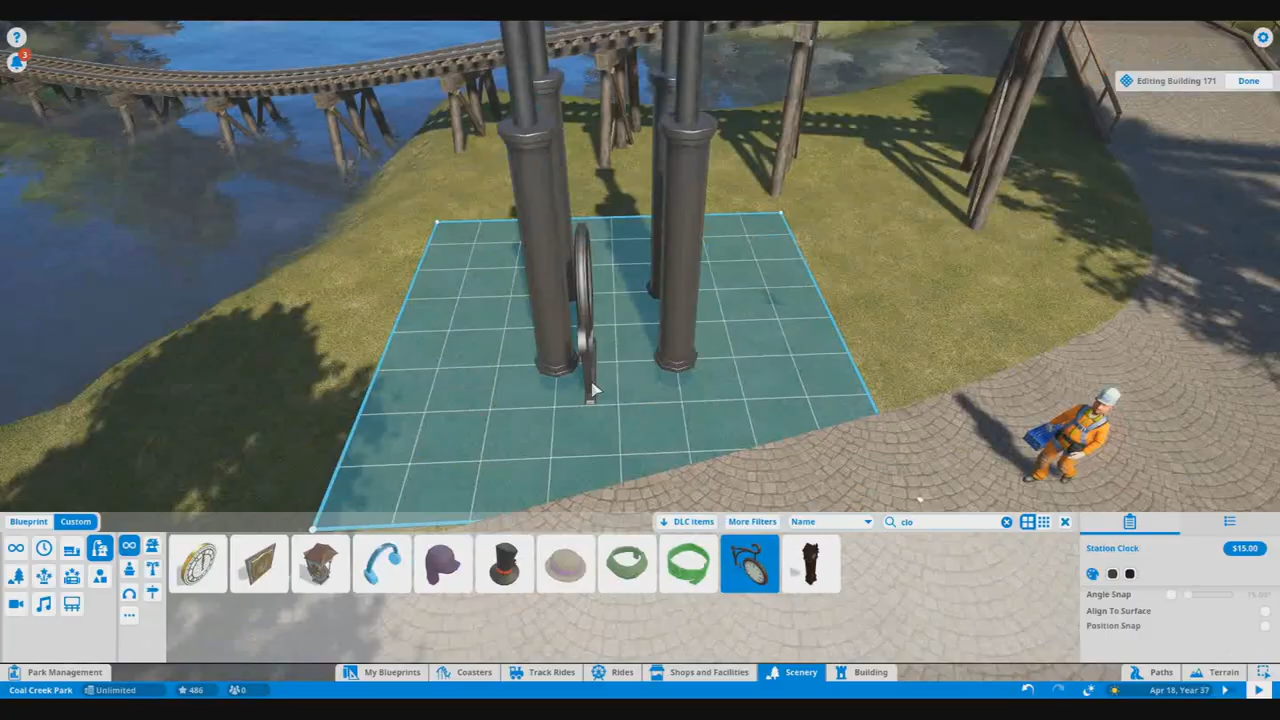 ?
3
Editing Building 171 Done
Blueprint Custom DLC Items More Filters Name clo
Station Clock $15.00
Angle Snap
Align To Surface
Position Snap
Park Management My Blueprints Coasters Track Rides Rides Shops and Facilities Scenery Building Paths Terrain
Coal Creek Park Unlimited 486 0 Apr 18, Year 37